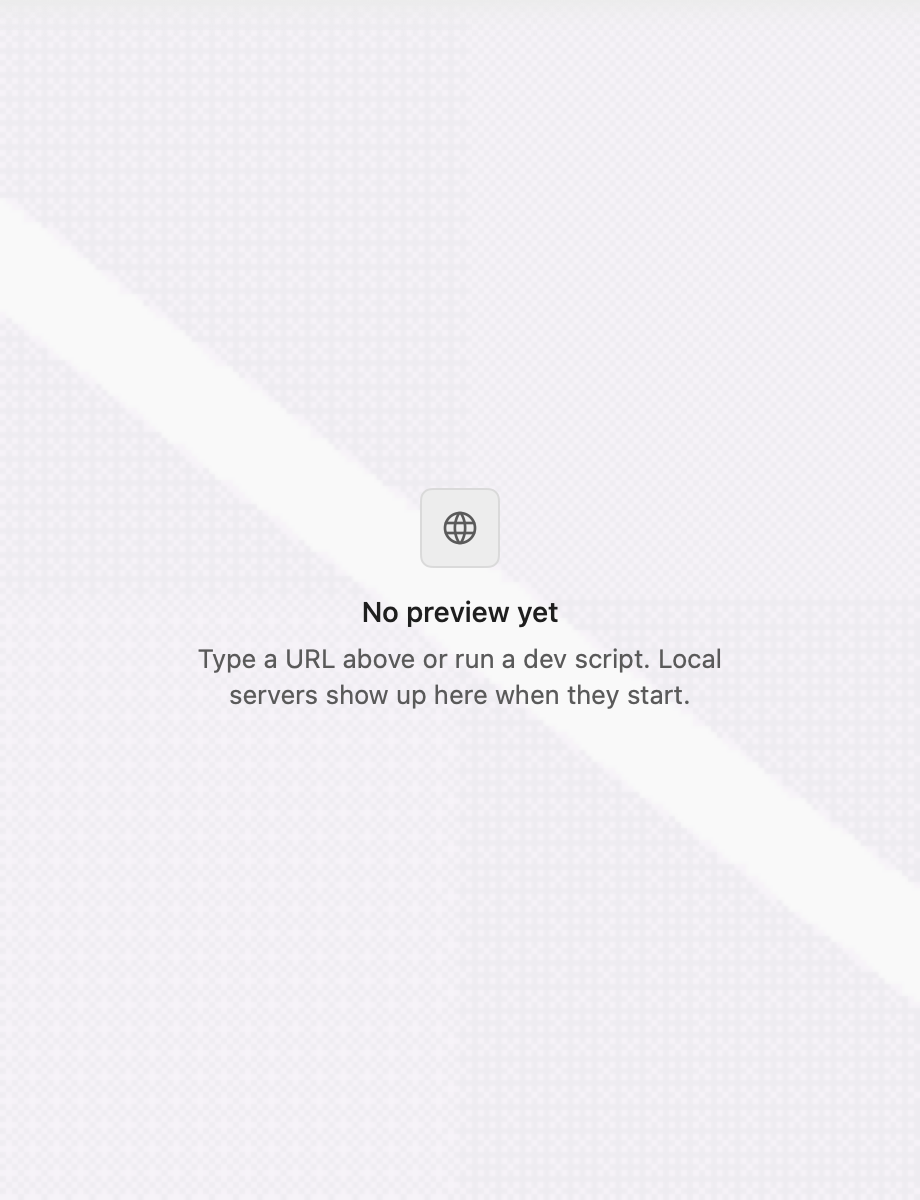 No preview yet
Type a URL above or run a dev script. Local
servers show up here when they start.